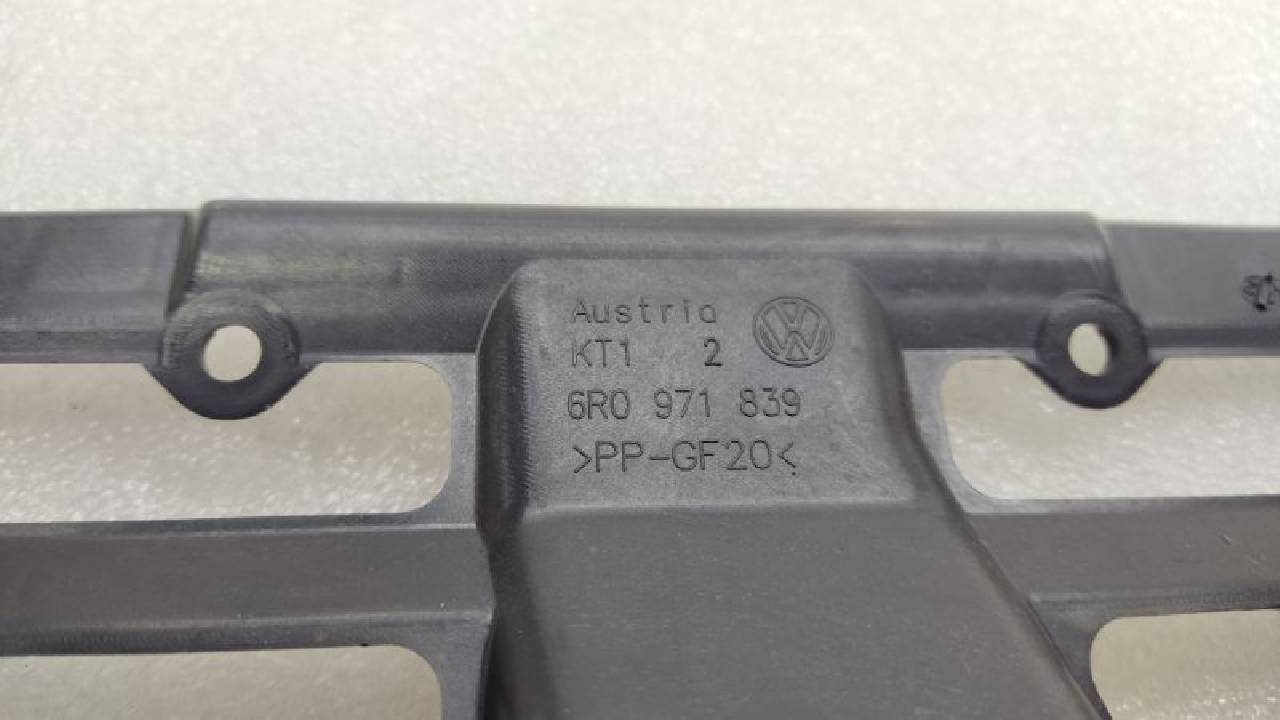 Austria
KT1 2
6R0 971 839
>PP-GF20<